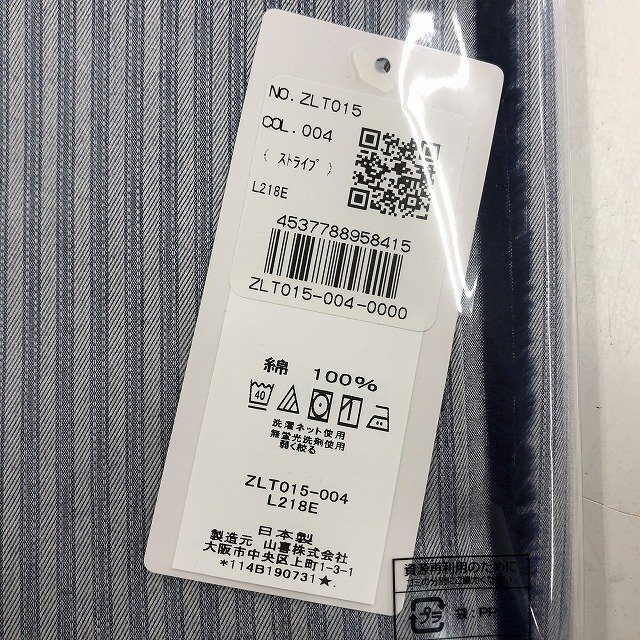 NO. ZLT015
COL. 004
( ストライプ )
L218E
4537788958415
ZLT015-004-0000
綿 100%
40
洗濯ネット使用
無蛍光洗剤使用
弱く絞る
ZLT015-004
L218E
日本製
製造元 山喜株式会社
大阪市中央区上町1-3-1
*114B190731★
資源再利用のために
プラ
袋:PP